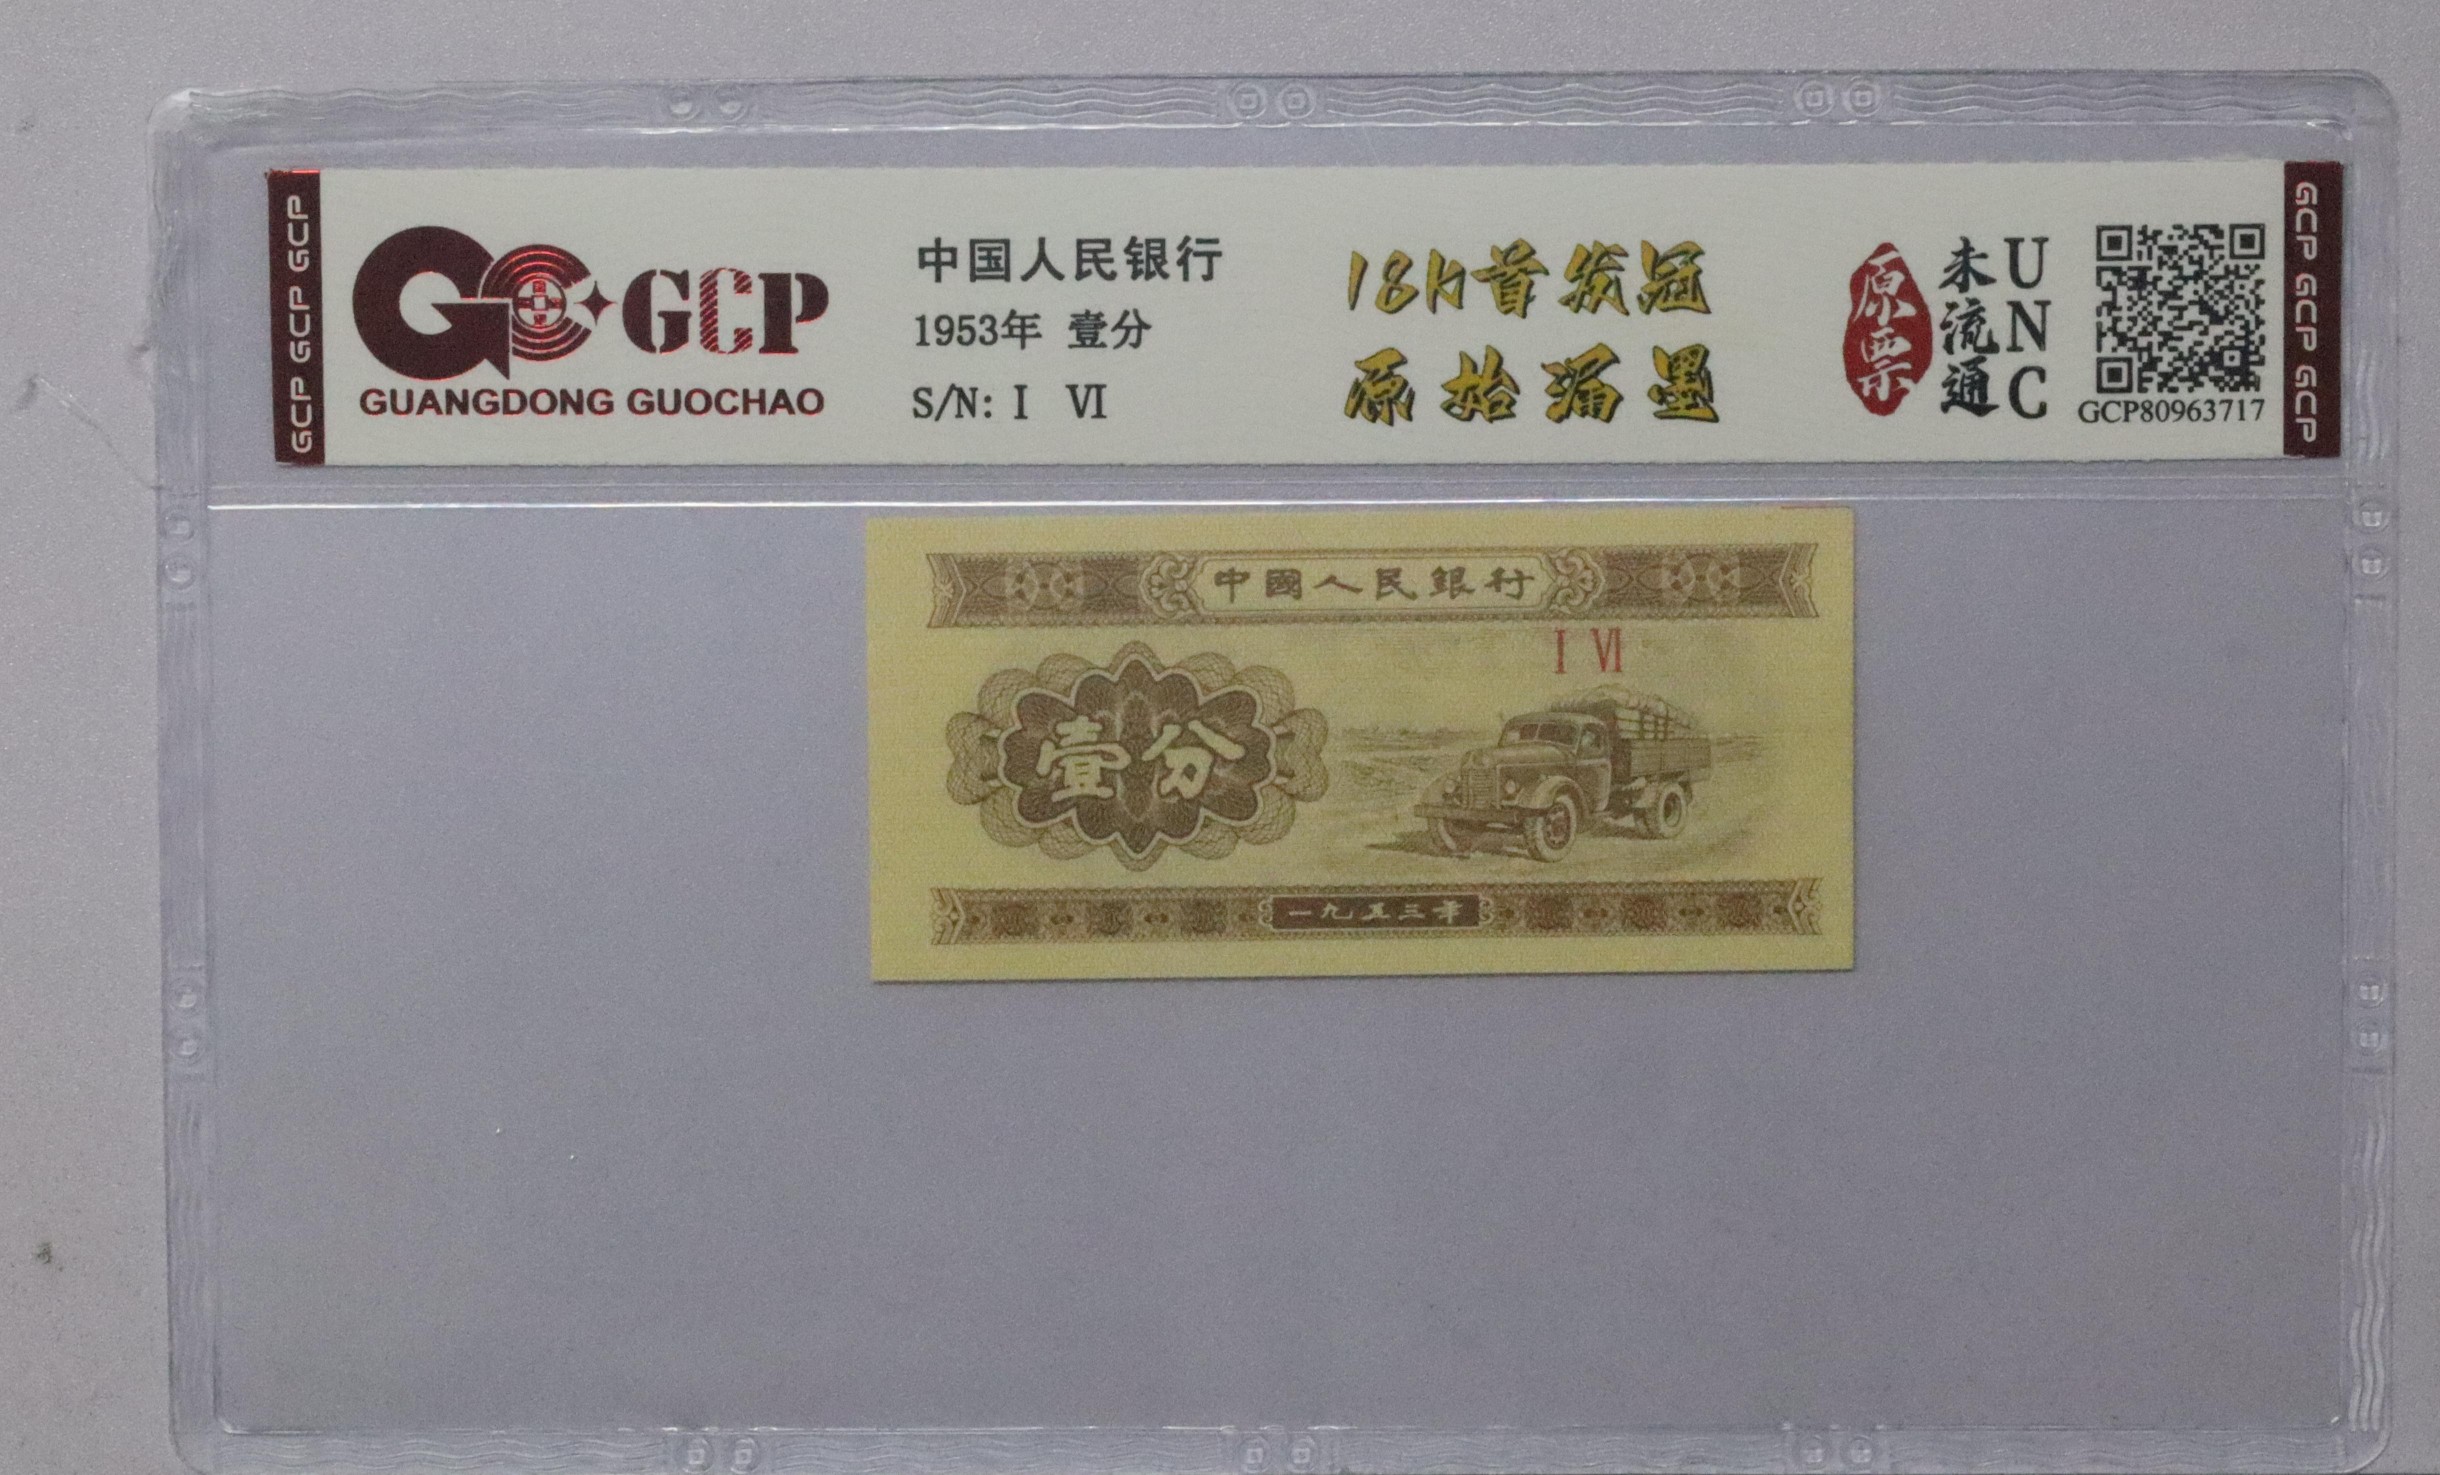 GCP GCP GCP
GCP
GUANGDONG GUOCHAO
中国人民银行
1953年 壹分
S/N: I VI
18K首发冠
原始漏墨
原票
未流通
UNC
GCP80963717
GCP GCP GCP
中國人民銀行
I VI
壹分
一九五三年